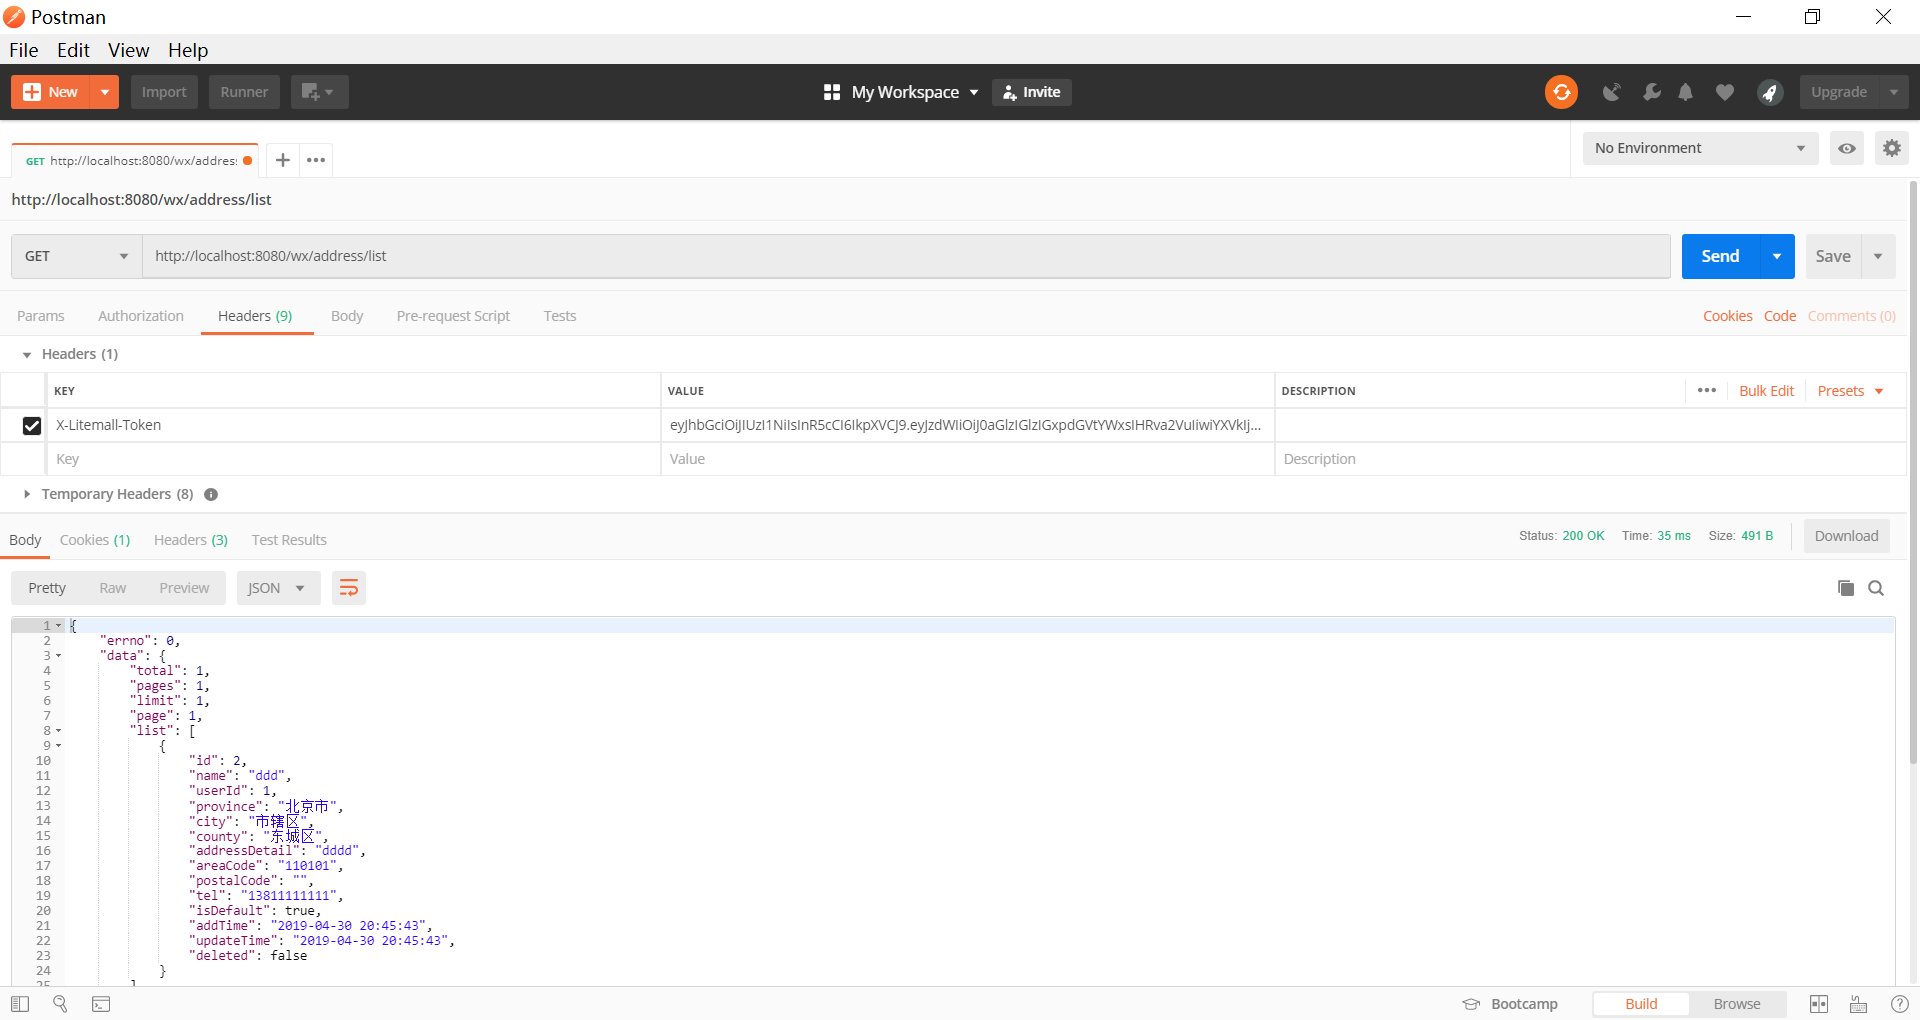 Postman
File Edit View Help
New Import Runner My Workspace Invite Upgrade
GET http://localhost:8080/wx/addres: No Environment
http://localhost:8080/wx/address/list
GET http://localhost:8080/wx/address/list Send Save
Params Authorization Headers (9) Body Pre-request Script Tests Cookies Code Comments (0)
Headers (1)
KEY VALUE DESCRIPTION Bulk Edit Presets
X-Litemall-Token eyJhbGciOiJIUzI1NiIsInR5cCI6IkpXVCJ9.eyJzdWIiOiJ0aGlzIGlzIGxpdGVtYWxsIHRva2VuIiwiYXVkIj...
Key Value Description
Temporary Headers (8)
Body Cookies (1) Headers (3) Test Results Status: 200 OK Time: 35 ms Size: 491 B Download
Pretty Raw Preview JSON
1 {
2 "errno": 0,
3 "data": {
4 "total": 1,
5 "pages": 1,
6 "limit": 1,
7 "page": 1,
8 "list": [
9 {
10 "id": 2,
11 "name": "ddd",
12 "userId": 1,
13 "province": "北京市",
14 "city": "市辖区",
15 "county": "东城区",
16 "addressDetail": "dddd",
17 "areaCode": "110101",
18 "postalCode": "",
19 "tel": "13811111111",
20 "isDefault": true,
21 "addTime": "2019-04-30 20:45:43",
22 "updateTime": "2019-04-30 20:45:43",
23 "deleted": false
24 }
25 ]
Bootcamp Build Browse